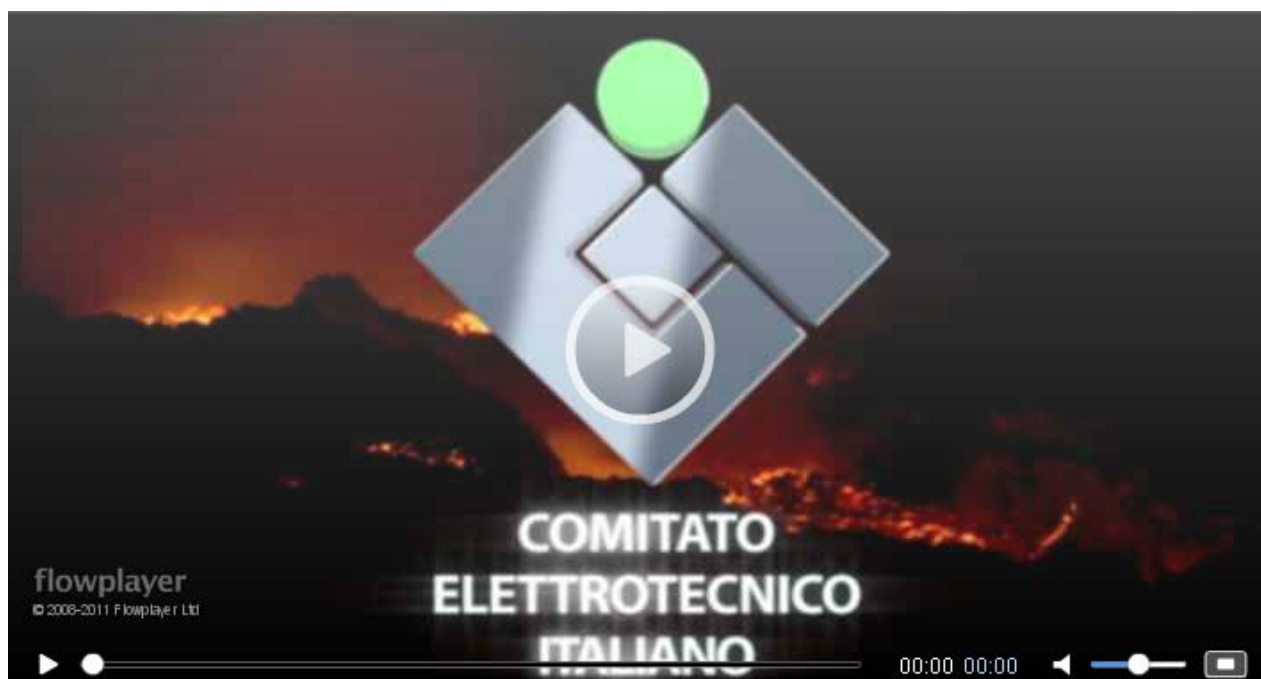 COMITATO
ELETTROTECNICO
ITALIANO
flowplayer
© 2008-2011 Flowplayer Ltd
00:00 00:00